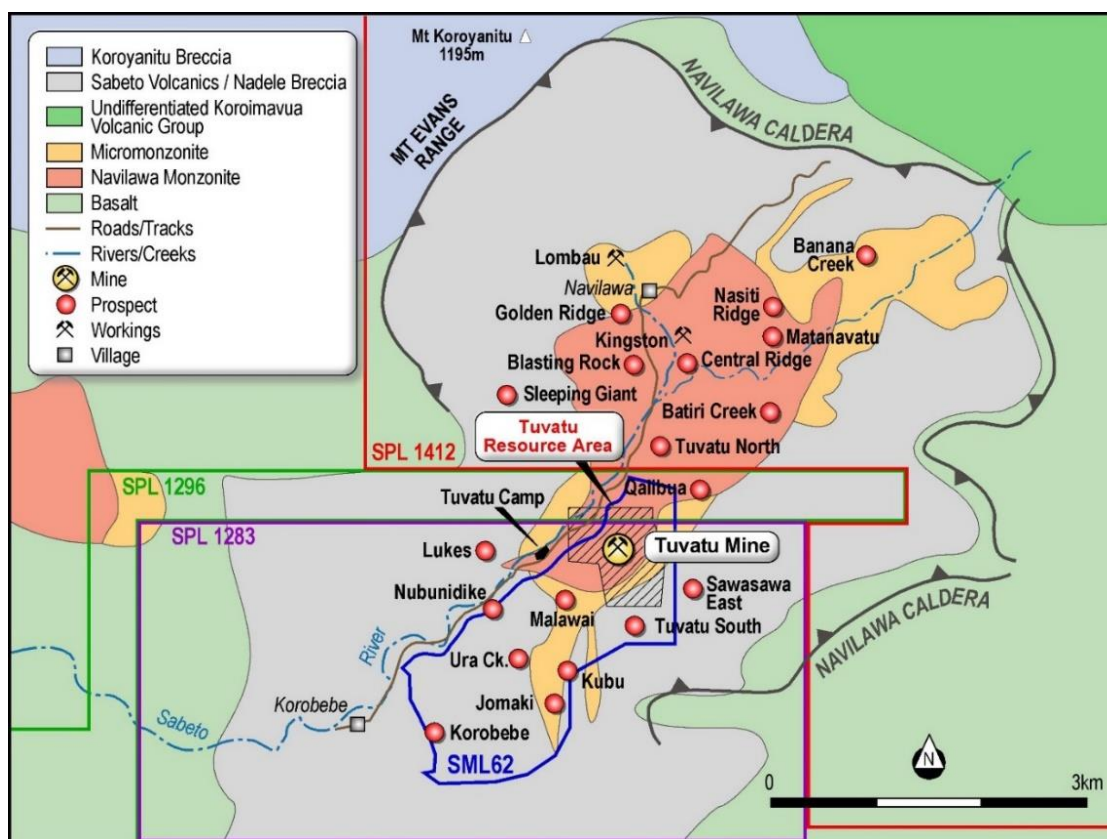 Koroyanitu Breccia
Sabeto Volcanics / Nadele Breccia
Undifferentiated Koroimavua
Volcanic Group
Micromonzonite
Navilawa Monzonite
Basalt
Roads/Tracks
Rivers/Creeks
Mine
Prospect
Workings
Village
Mt Koroyanitu
1195m
MT EVANS
RANGE
NAVILAWA CALDERA
Lombau
Navilawa
Banana
Creek
Golden Ridge
Nasiti
Ridge
Kingston
Matanavatu
Blasting Rock
Central Ridge
Sleeping Giant
Batiri Creek
Tuvatu
Resource Area
Tuvatu North
SPL 1412
SPL 1296
Tuvatu Camp
Qalibua
SPL 1283
Lukes
Tuvatu Mine
Nubunidike
Sawasawa
East
Malawai
Tuvatu South
NAVILAWA CALDERA
River
Ura Ck.
Kubu
Sabeto
Korobebe
Jomaki
Korobebe
SML62
N
0
3km